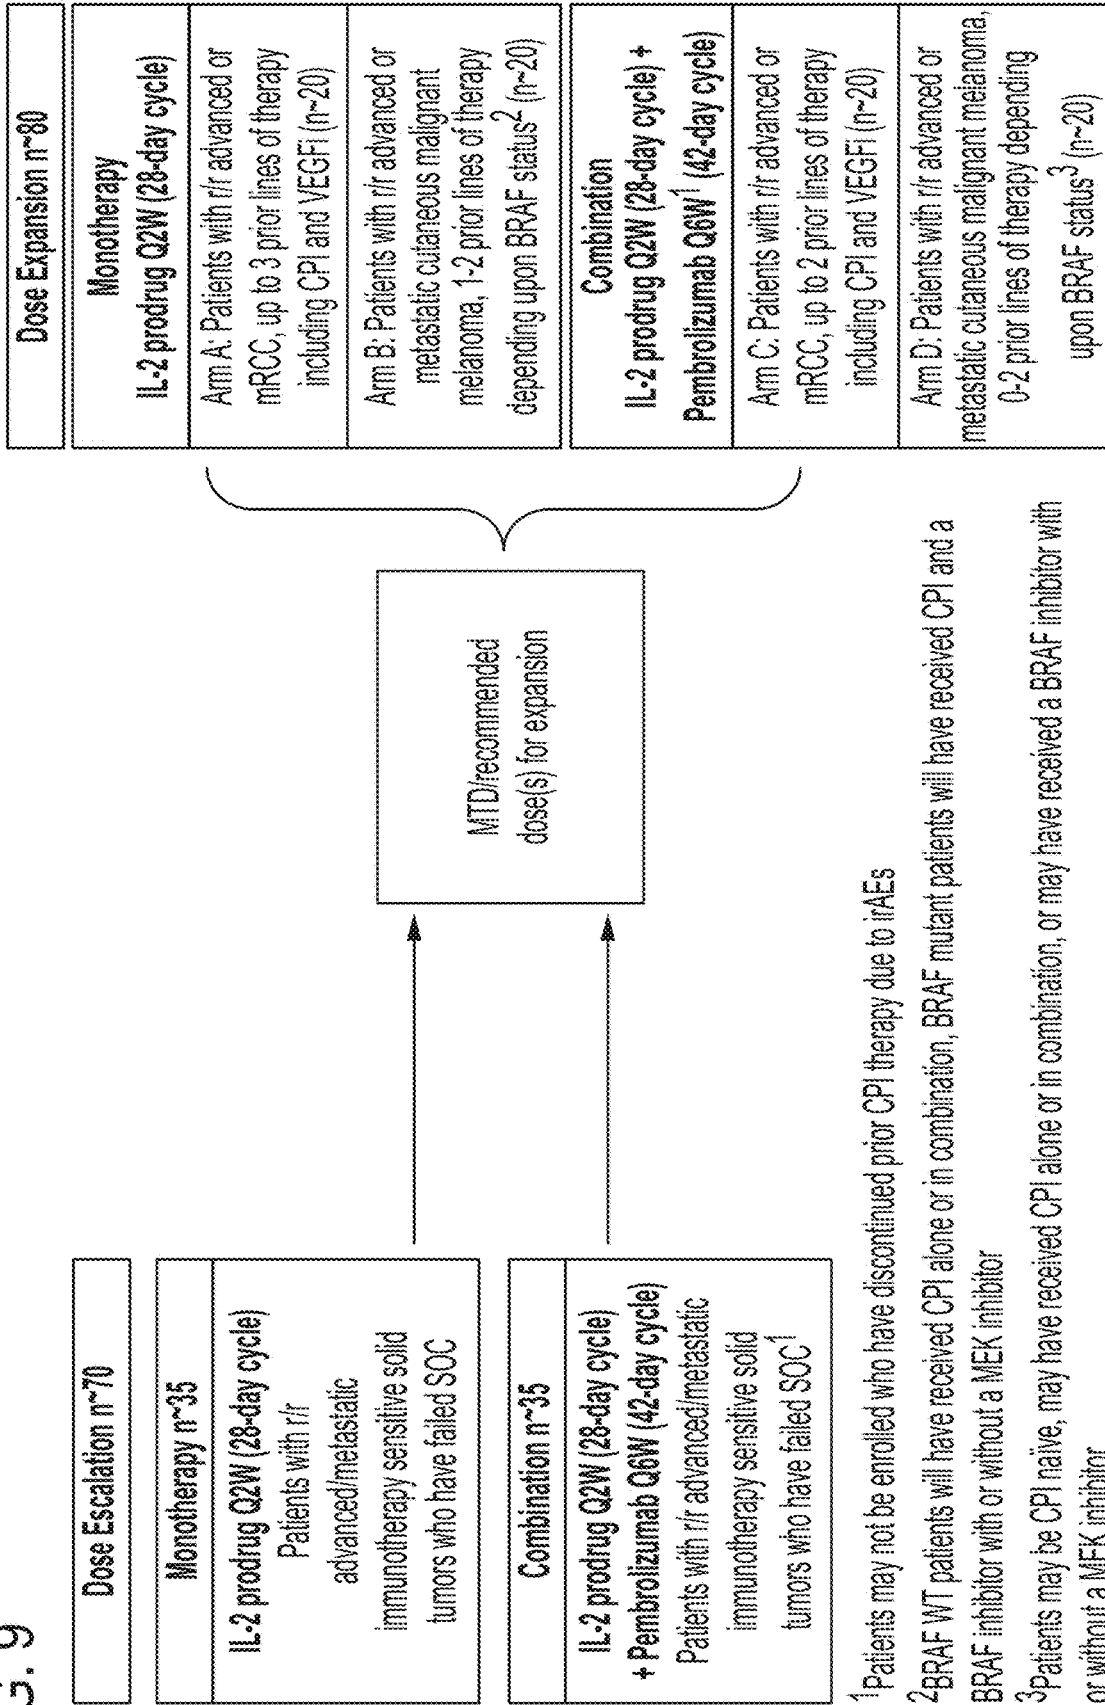 G. 9
Dose Escalation n~70
Monotherapy n~35
IL-2 prodrug Q2W (28-day cycle)
Patients with r/r
advanced/metastatic
immunotherapy sensitive solid
tumors who have failed SOC
Combination n~35
IL-2 prodrug Q2W (28-day cycle)
+ Pembrolizumab Q6W (42-day cycle)
Patients with r/r advanced/metastatic
immunotherapy sensitive solid
tumors who have failed SOC1
MTD/recommended
dose(s) for expansion
Dose Expansion n~80
Monotherapy
IL-2 prodrug Q2W (28-day cycle)
Arm A: Patients with r/r advanced or
mRCC, up to 3 prior lines of therapy
including CPI and VEGFI (n~20)
Arm B: Patients with r/r advanced or
metastatic cutaneous malignant
melanoma, 1-2 prior lines of therapy
depending upon BRAF status2 (n~20)
Combination
IL-2 prodrug Q2W (28-day cycle) +
Pembrolizumab Q6W1 (42-day cycle)
Arm C: Patients with r/r advanced or
mRCC, up to 2 prior lines of therapy
including CPI and VEGFI (n~20)
Arm D: Patients with r/r advanced or
metastatic cutaneous malignant melanoma,
0-2 prior lines of therapy depending
upon BRAF status3 (n~20)
1Patients may not be enrolled who have discontinued prior CPI therapy due to irAEs
2BRAF WT patients will have received CPI alone or in combination, BRAF mutant patients will have received CPI and a
BRAF inhibitor with or without a MEK inhibitor
3Patients may be CPI naïve, may have received CPI alone or in combination, or may have received a BRAF inhibitor with
or without a MEK inhibitor